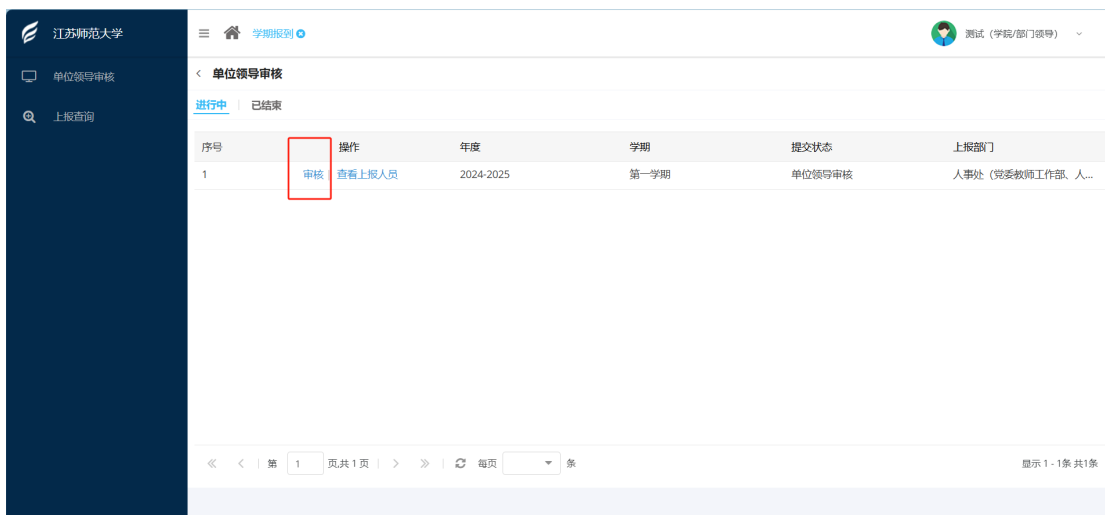 江苏师范大学
学期报到
测试（学院/部门领导）
单位领导审核
上报查询
单位领导审核
进行中 已结束
序号 操作 年度 学期 提交状态 上报部门
1 审核 查看上报人员 2024-2025 第一学期 单位领导审核 人事处（党委教师工作部、人...
第 1 页,共 1 页 每页 条 显示 1 - 1条 共1条